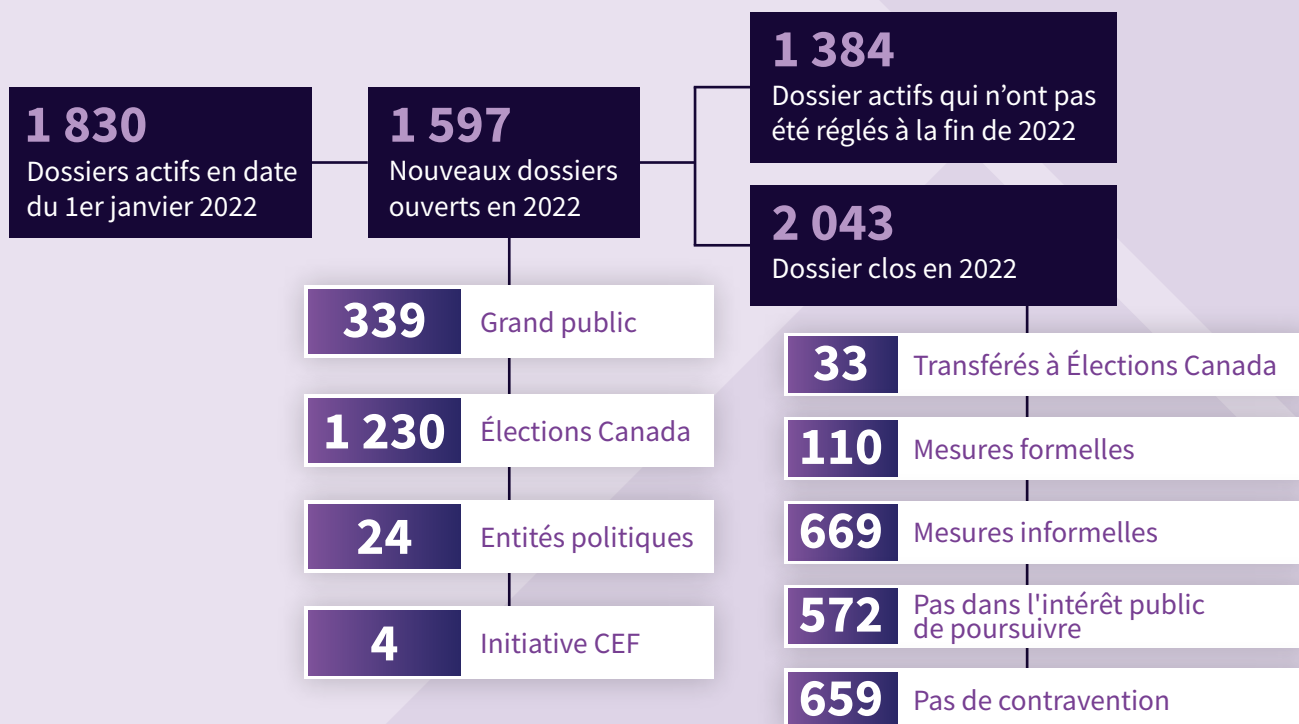 1 830
Dossiers actifs en date
du 1er janvier 2022
1 597
Nouveaux dossiers
ouverts en 2022
1 384
Dossier actifs qui n’ont pas
été réglés à la fin de 2022
2 043
Dossier clos en 2022
339 Grand public
1 230 Élections Canada
24 Entités politiques
4 Initiative CEF
33 Transférés à Élections Canada
110 Mesures formelles
669 Mesures informelles
572 Pas dans l'intérêt public
de poursuivre
659 Pas de contravention